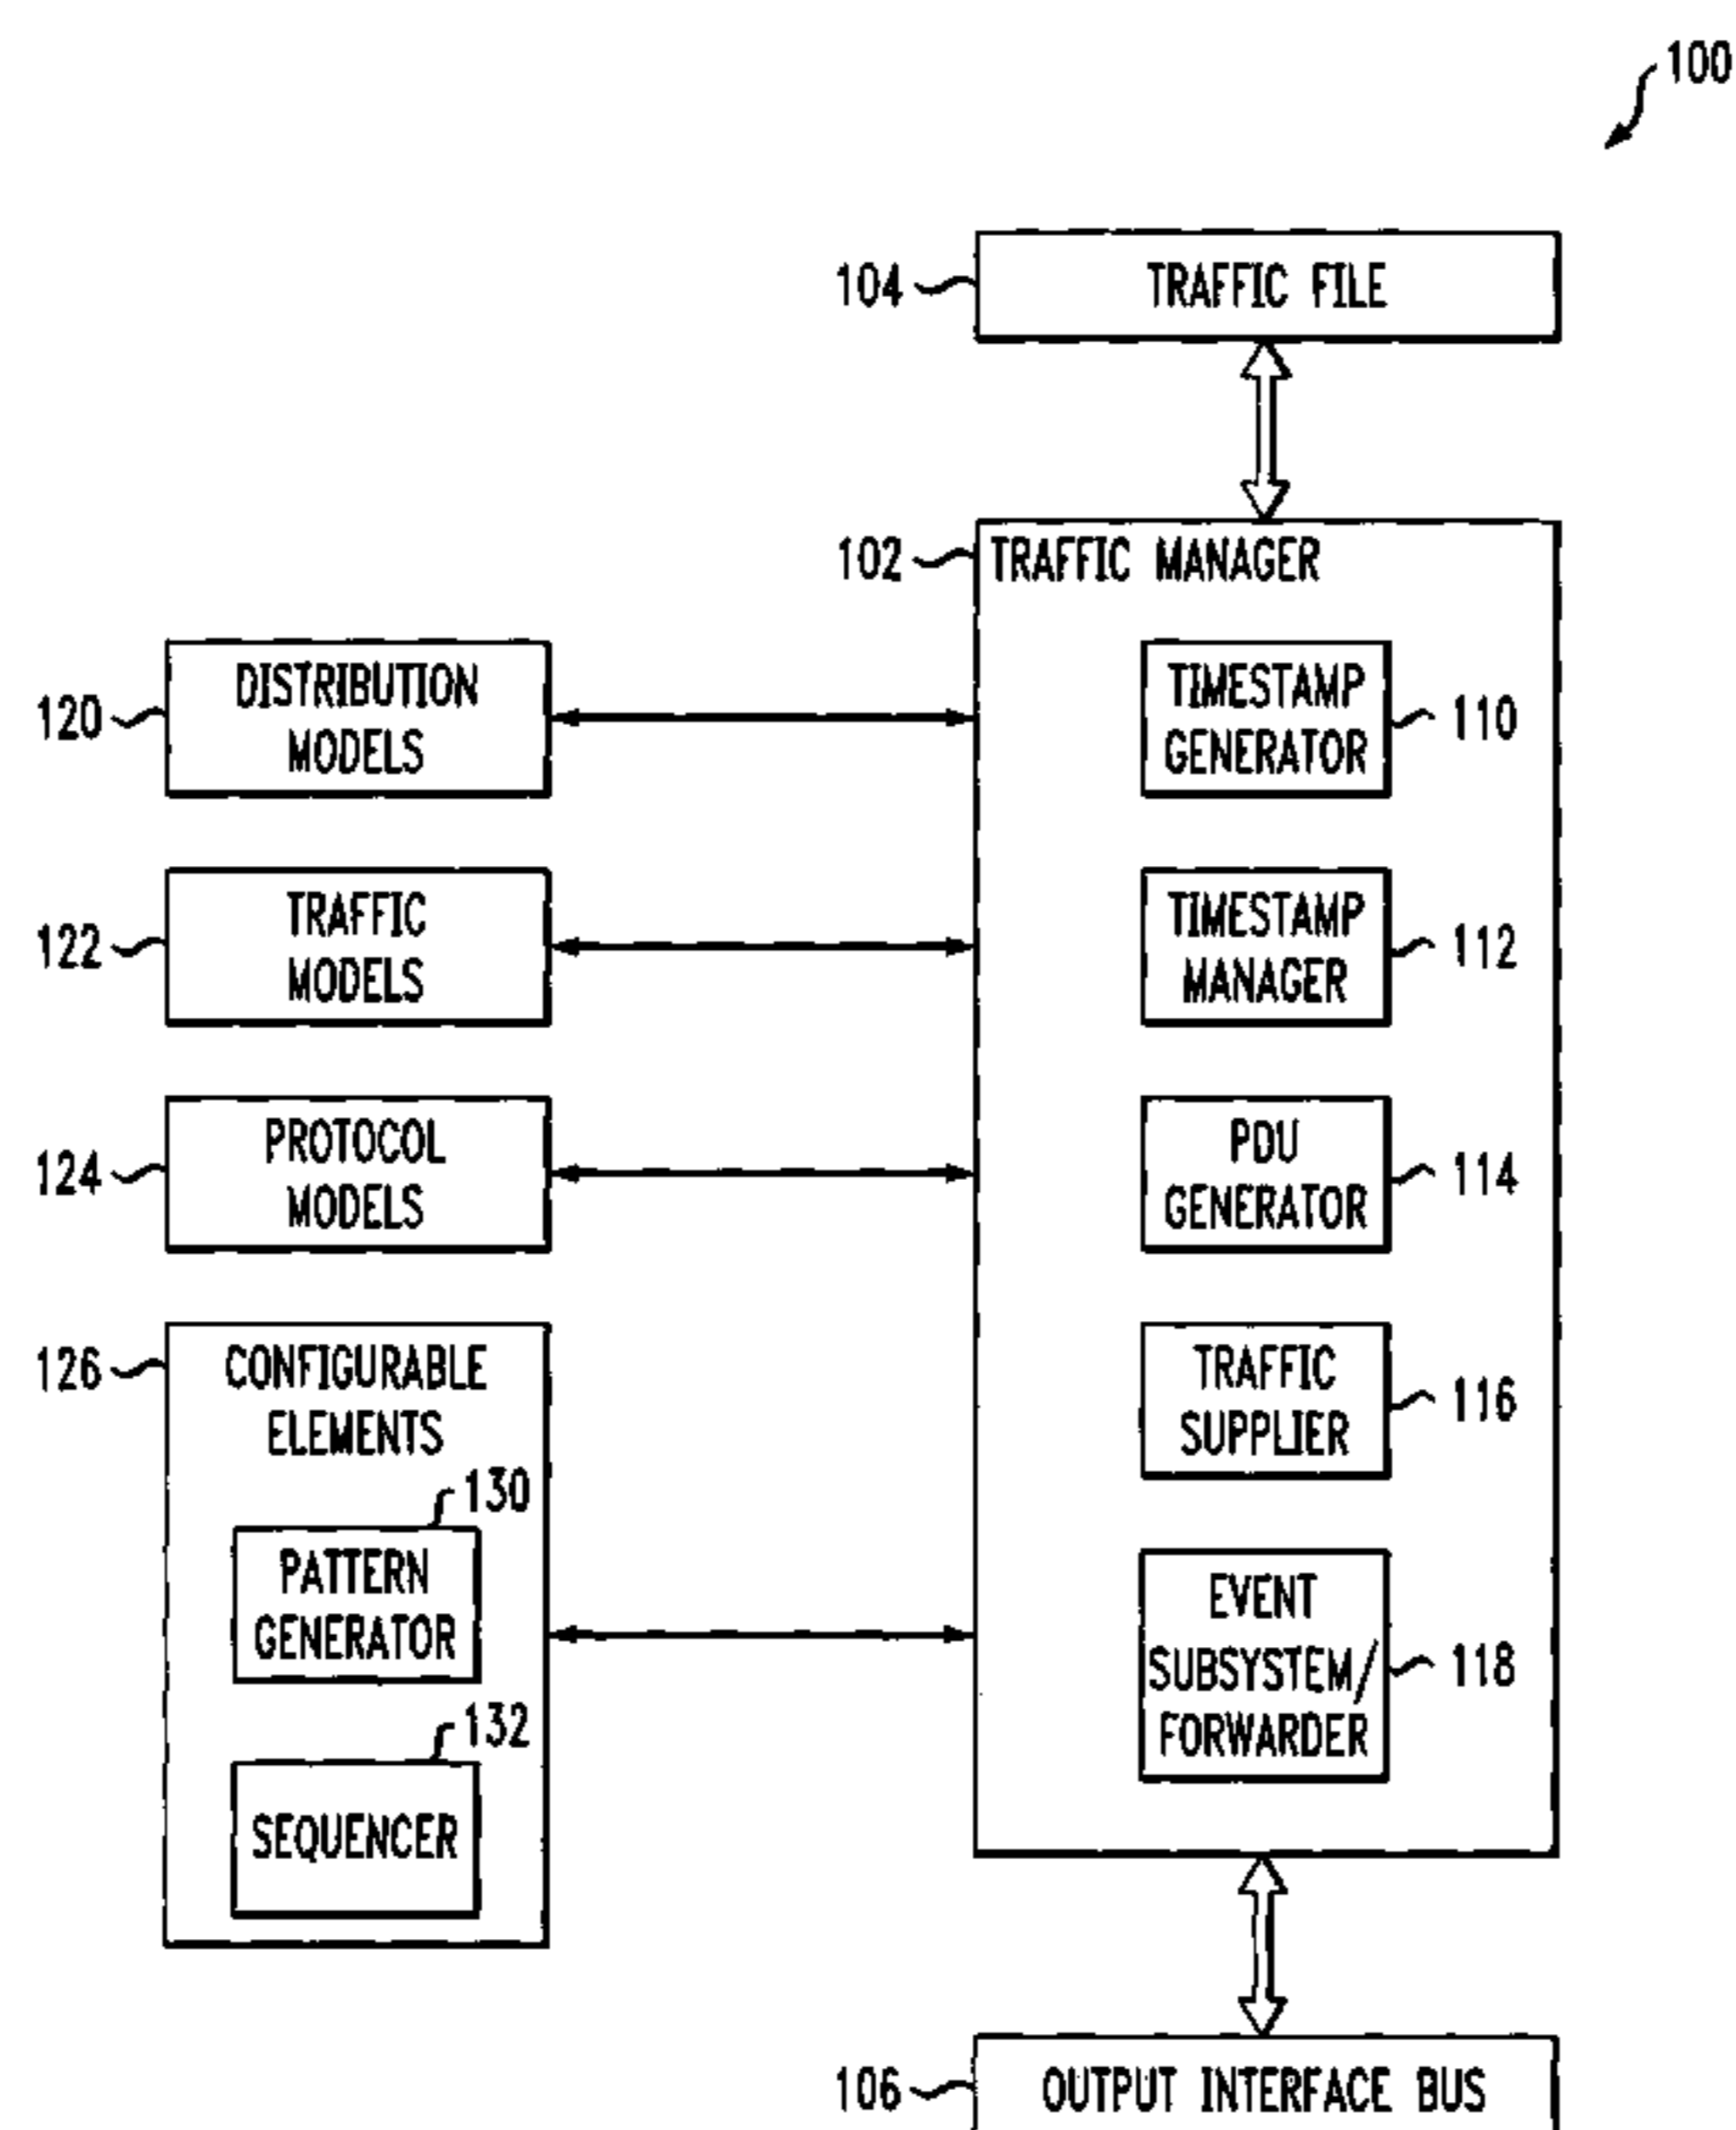 100
104
TRAFFIC FILE
102
TRAFFIC MANAGER
120
DISTRIBUTION
MODELS
TIMESTAMP
GENERATOR
110
122
TRAFFIC
MODELS
TIMESTAMP
MANAGER
112
124
PROTOCOL
MODELS
PDU
GENERATOR
114
126
CONFIGURABLE
ELEMENTS
TRAFFIC
SUPPLIER
116
130
PATTERN
GENERATOR
EVENT
SUBSYSTEM/
FORWARDER
118
132
SEQUENCER
106
OUTPUT INTERFACE BUS